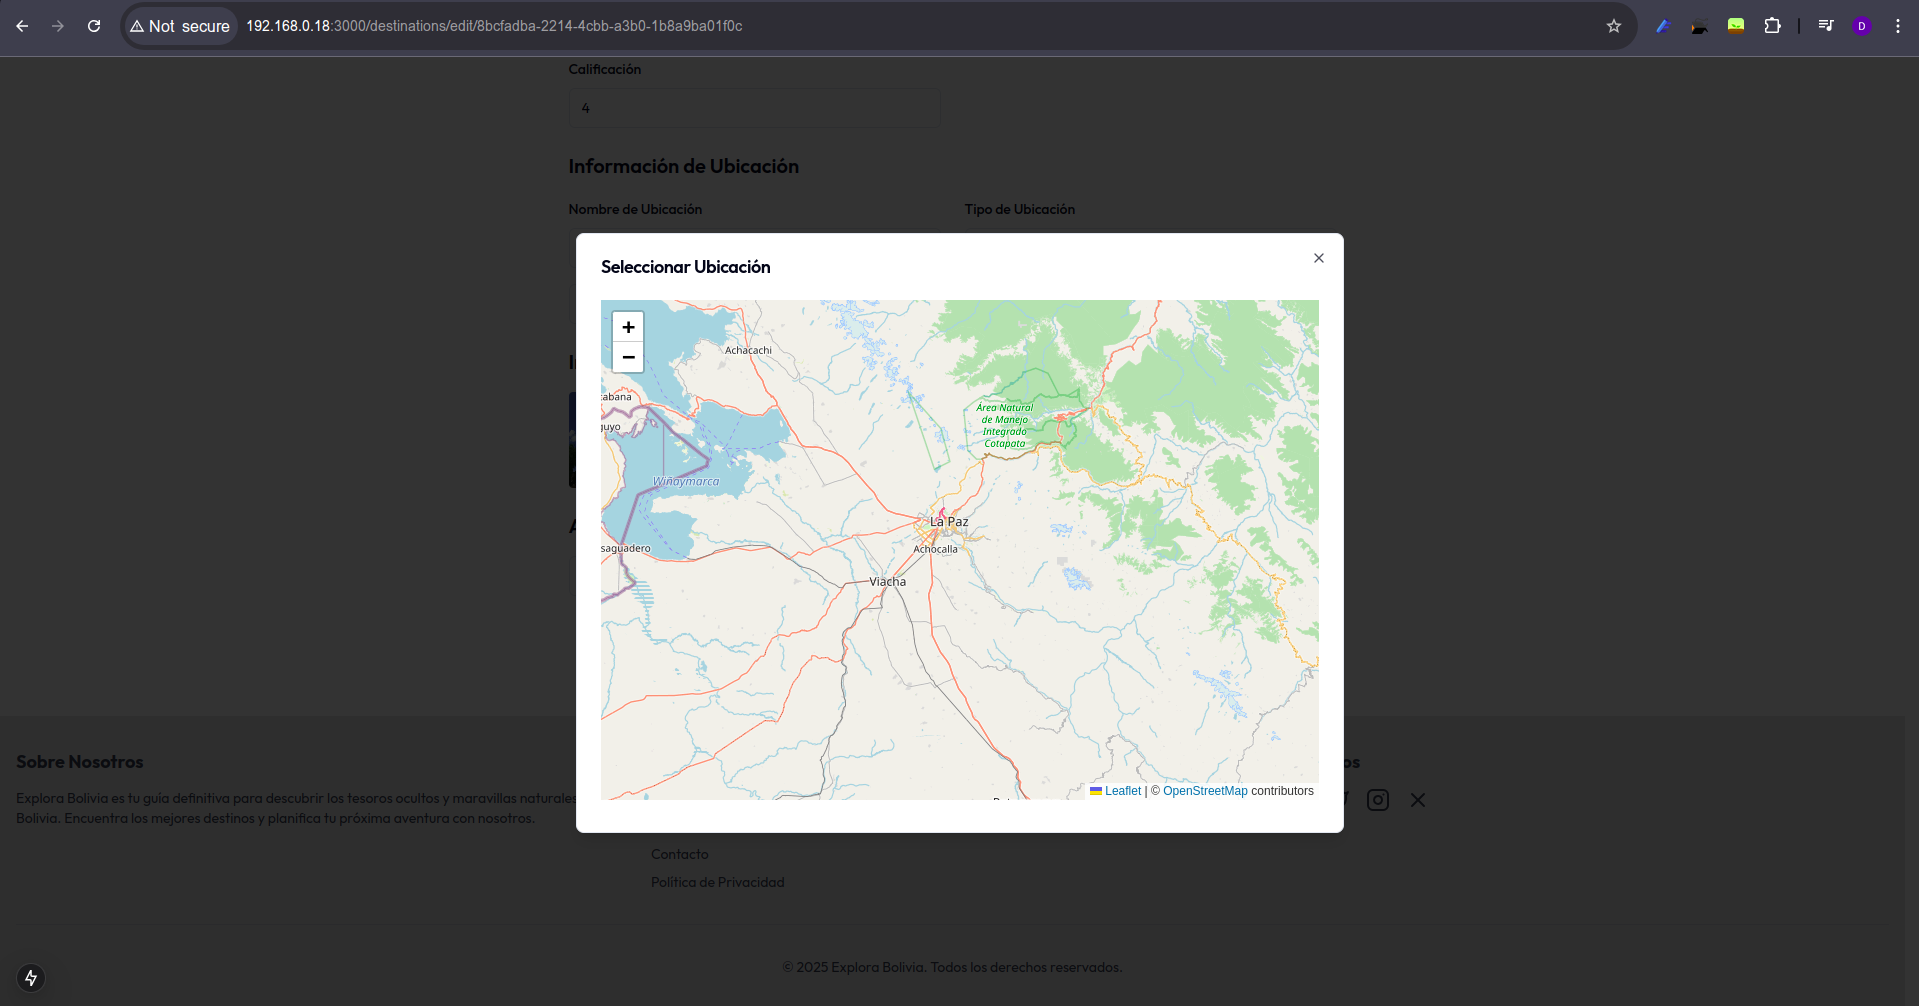 Not secure
192.168.0.18:3000/destinations/edit/8bcfadba-2214-4cbb-a3b0-1b8a9ba01f0c
D
Calificación
4
Información de Ubicación
Nombre de Ubicación
Tipo de Ubicación
Seleccionar Ubicación
+
−
Achacachi
cabana
guyo
Área Natural
de Manejo
Integrado
Cotapata
Wiñaymarca
La Paz
saguadero
Achocalla
Viacha
Leaflet | © OpenStreetMap contributors
Sobre Nosotros
os
Explora Bolivia es tu guía definitiva para descubrir los tesoros ocultos y maravillas naturales
Bolivia. Encuentra los mejores destinos y planifica tu próxima aventura con nosotros.
Contacto
Política de Privacidad
© 2025 Explora Bolivia. Todos los derechos reservados.